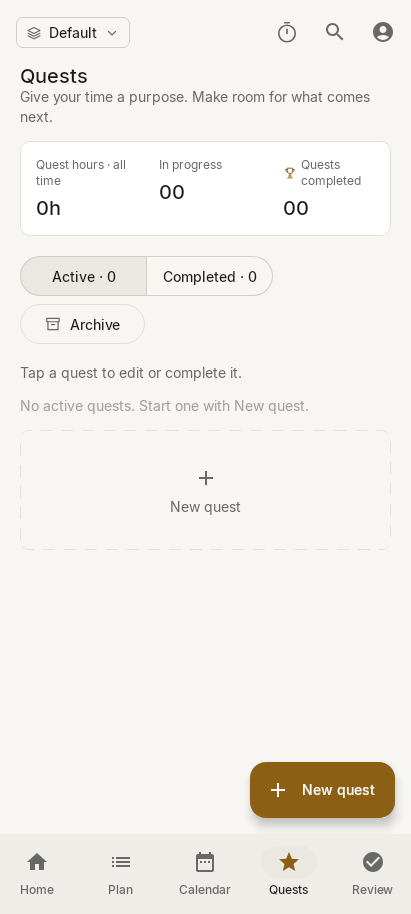 Default
Quests
Give your time a purpose. Make room for what comes
next.
Quest hours · all
time
0h
In progress
00
Quests
completed
00
Active · 0
Completed · 0
Archive
Tap a quest to edit or complete it.
No active quests. Start one with New quest.
New quest
New quest
Home
Plan
Calendar
Quests
Review